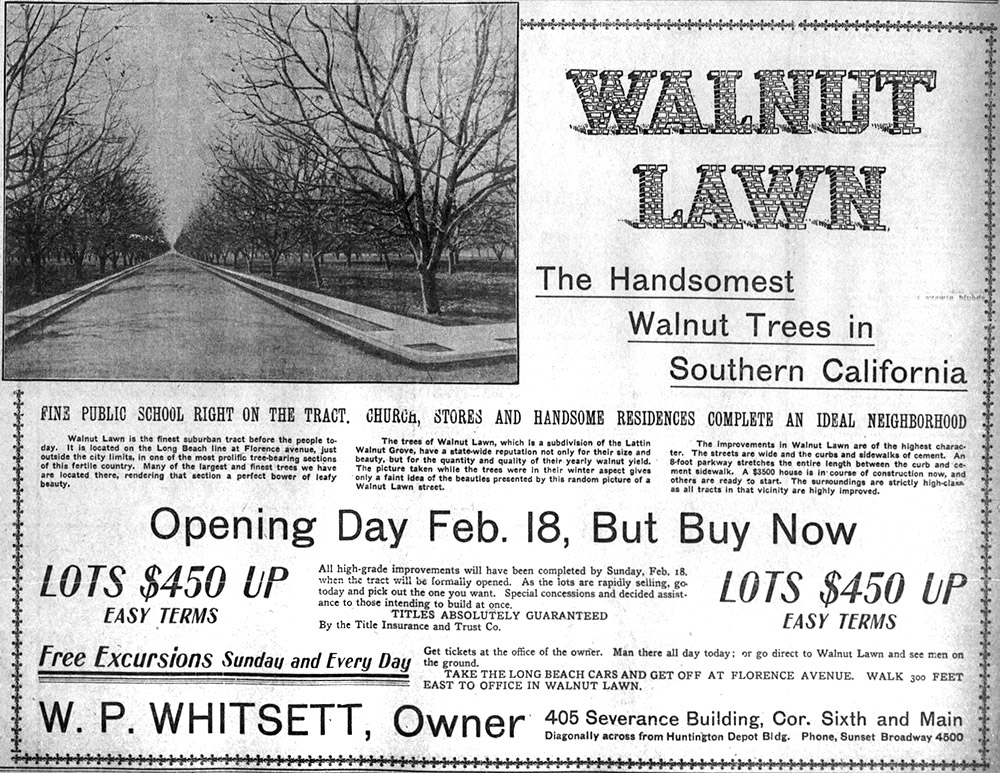 WALNUT
LAWN
The Handsomest
Walnut Trees in
Southern California
FINE PUBLIC SCHOOL RIGHT ON THE TRACT. CHURCH, STORES AND HANDSOME RESIDENCES COMPLETE AN IDEAL NEIGHBORHOOD
Walnut Lawn is the finest suburban tract before the people to-
day. It is located on the Long Beach line at Florence avenue, just
outside the city limits, in one of the most prolific tree-bearing sections
of this fertile country. Many of the largest and finest trees we have
are located there, rendering that section a perfect bower of leafy
beauty.
The trees of Walnut Lawn, which is a subdivision of the Lattin
Walnut Grove, have a state-wide reputation not only for their size and
beauty, but for the quantity and quality of their yearly walnut yield.
The picture taken while the trees were in their winter aspect gives
only a faint idea of the beauties presented by this random picture of a
Walnut Lawn street.
The improvements in Walnut Lawn are of the highest charac-
ter. The streets are wide and the curbs and sidewalks of cement. An
8-foot parkway stretches the entire length between the curb and ce-
ment sidewalk. A $3500 house is in course of construction now, and
others are ready to start. The surroundings are strictly high-class
as all tracts in that vicinity are highly improved.
Opening Day Feb. 18, But Buy Now
LOTS $450 UP
EASY TERMS
All high-grade improvements will have been completed by Sunday, Feb. 18,
when the tract will be formally opened. As the lots are rapidly selling, go
today and pick out the one you want. Special concessions and decided assist-
ance to those intending to build at once.
TITLES ABSOLUTELY GUARANTEED
By the Title Insurance and Trust Co.
LOTS $450 UP
EASY TERMS
Free Excursions Sunday and Every Day
Get tickets at the office of the owner. Man there all day today; or go direct to Walnut Lawn and see men on
the ground.
TAKE THE LONG BEACH CARS AND GET OFF AT FLORENCE AVENUE. WALK 300 FEET
EAST TO OFFICE IN WALNUT LAWN.
W. P. WHITSETT, Owner
405 Severance Building, Cor. Sixth and Main
Diagonally across from Huntington Depot Bldg. Phone, Sunset Broadway 4500